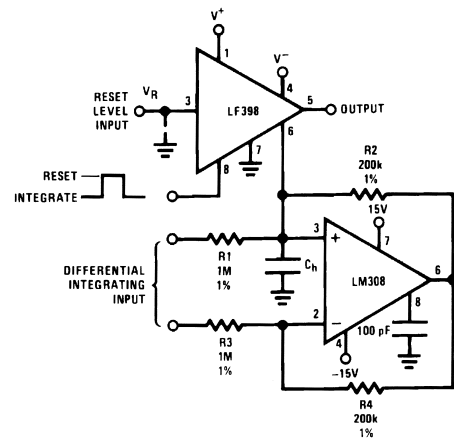 V+
V−
1
4
VR
RESET
LEVEL
INPUT
3
LF398
5
OUTPUT
6
7
8
RESET
INTEGRATE
R2
200k
1%
15V
7
3
+
R1
1M
1%
Ch
LM308
6
DIFFERENTIAL
INTEGRATING
INPUT
2
−
8
100 pF
R3
1M
1%
4
−15V
R4
200k
1%